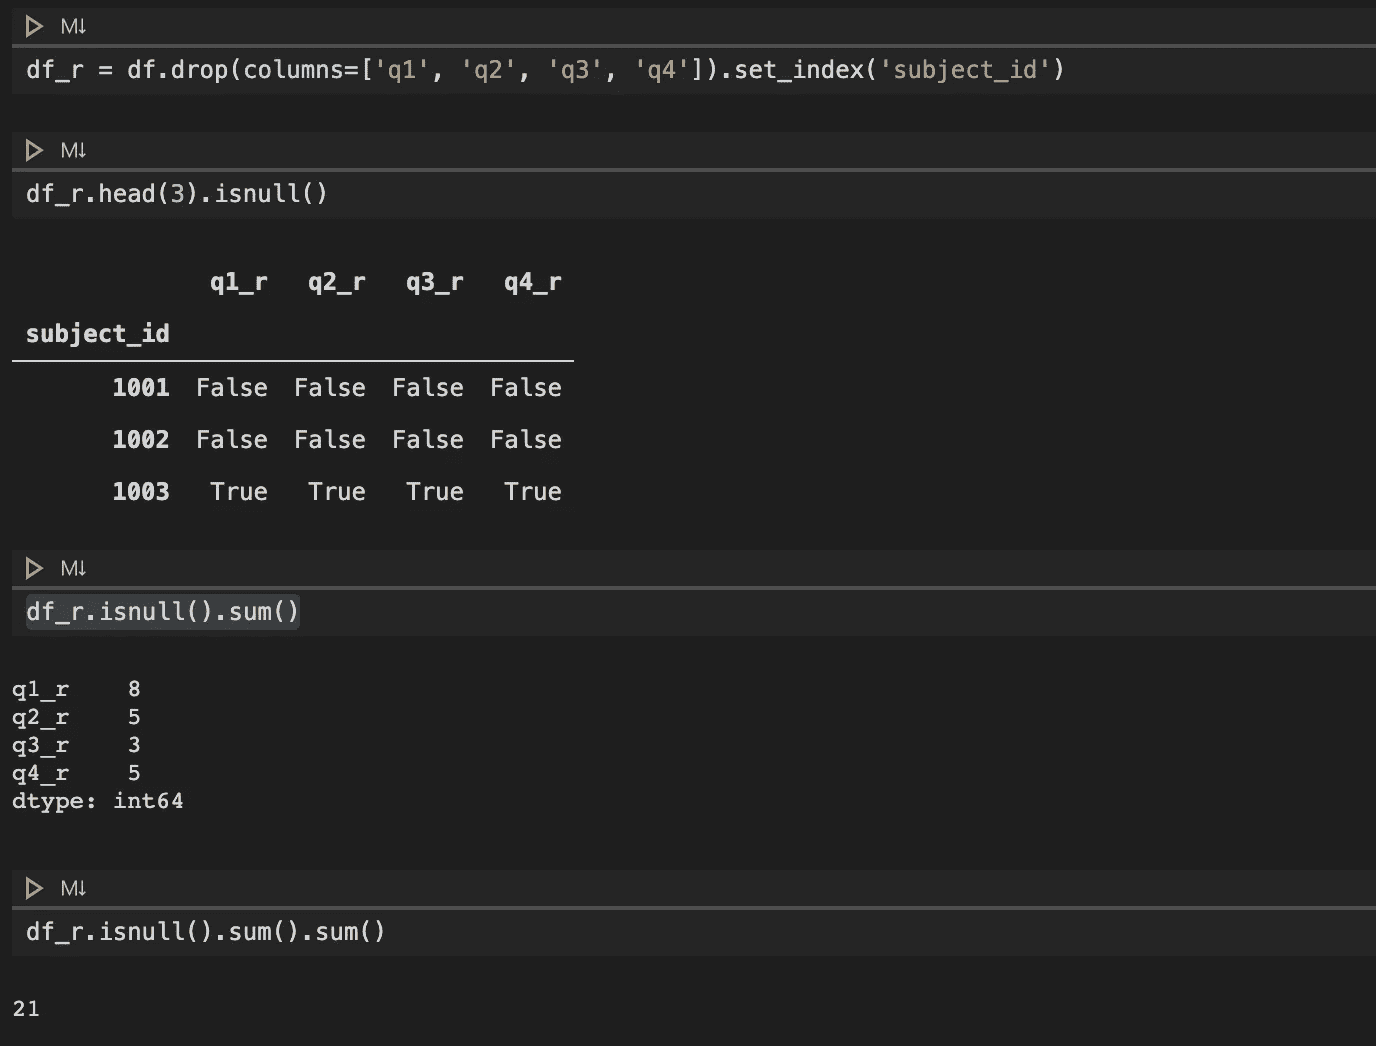 M↓
df_r = df.drop(columns=['q1', 'q2', 'q3', 'q4']).set_index('subject_id')
M↓
df_r.head(3).isnull()
q1_r q2_r q3_r q4_r
subject_id
1001 False False False False
1002 False False False False
1003 True True True True
M↓
df_r.isnull().sum()
q1_r 8
q2_r 5
q3_r 3
q4_r 5
dtype: int64
M↓
df_r.isnull().sum().sum()
21